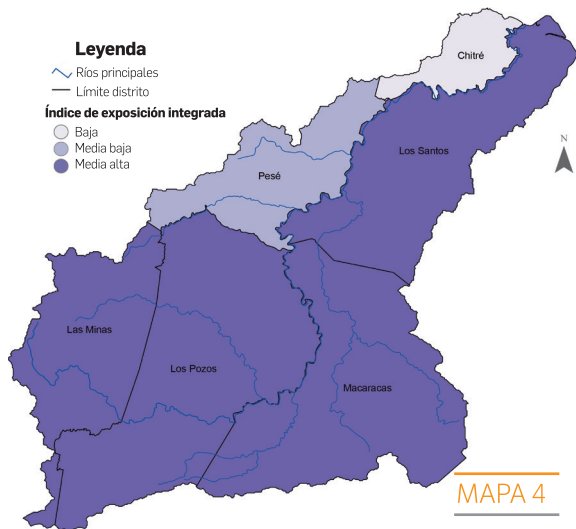 Leyenda
Ríos principales
Límite distrito
Índice de exposición integrada
Baja
Media baja
Media alta
Chitré
N
Los Santos
Pesé
Las Minas
Los Pozos
Macaracas
MAPA 4